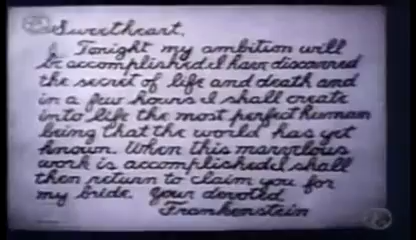 Sweetheart,
Tonight my ambition will
be accomplished. I have discovered
the secret of life and death and
in a few hours I shall create
into life the most perfect human
being that the world has yet
known. When this marvelous
work is accomplished I shall
then return to claim you for
my bride. Your devoted
Frankenstein